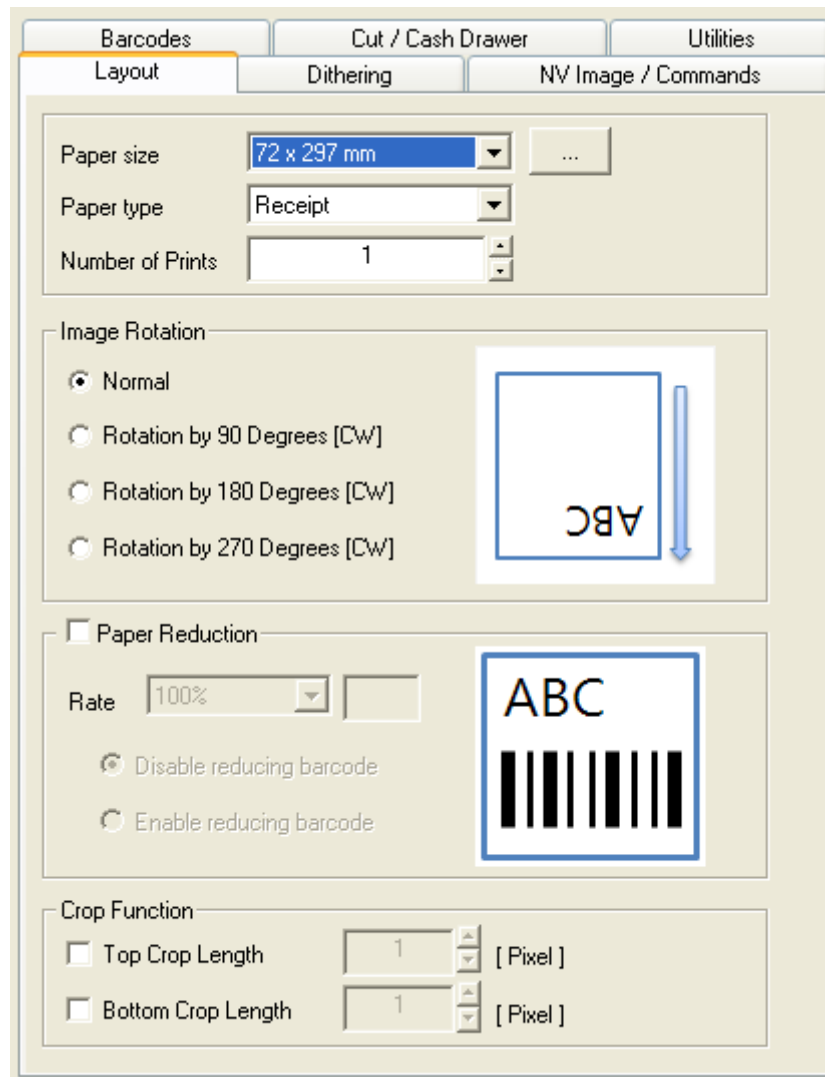 Barcodes Cut / Cash Drawer Utilities
Layout Dithering NV Image / Commands
Paper size 72 x 297 mm ...
Paper type Receipt
Number of Prints 1
Image Rotation
Normal
Rotation by 90 Degrees [CW]
Rotation by 180 Degrees [CW]
Rotation by 270 Degrees [CW]
ABC
Paper Reduction
Rate 100%
Disable reducing barcode
Enable reducing barcode
ABC
Crop Function
Top Crop Length 1 [ Pixel ]
Bottom Crop Length 1 [ Pixel ]